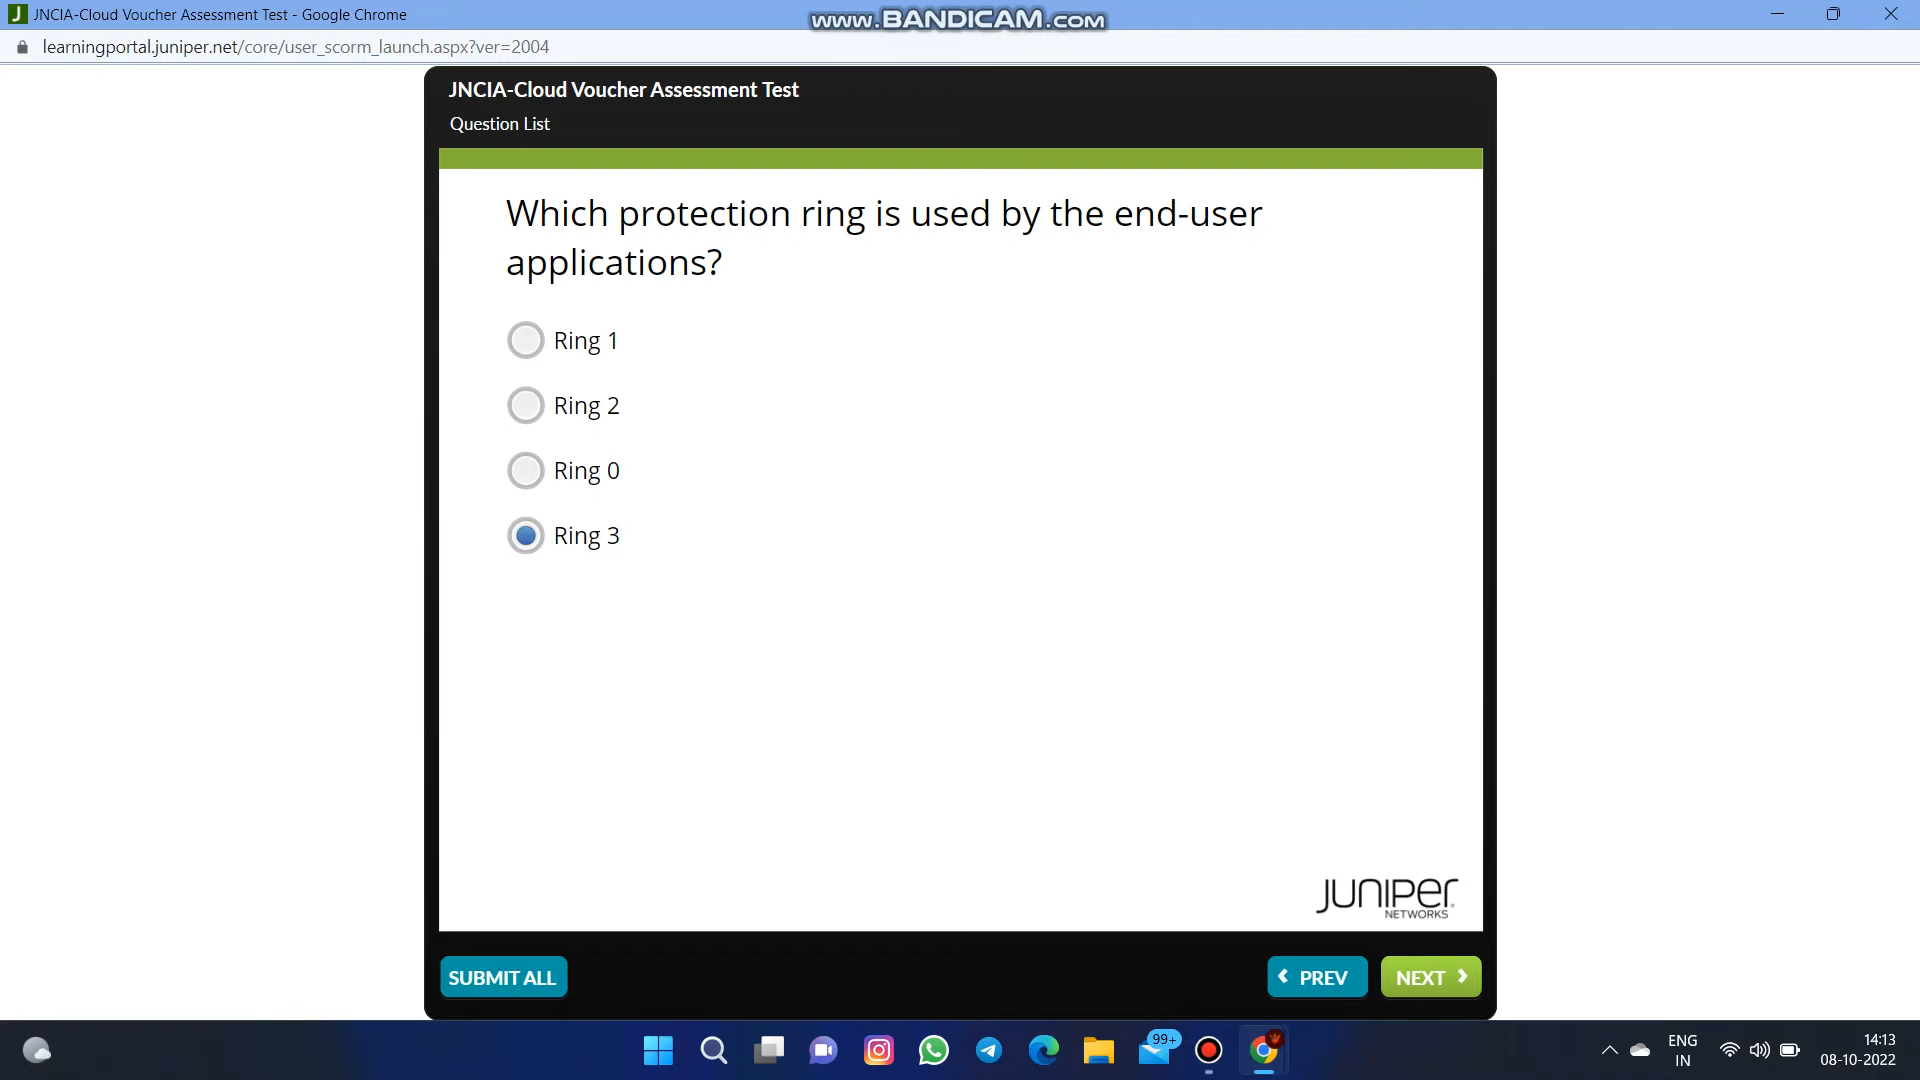 JNCIA-Cloud Voucher Assessment Test - Google Chrome
www.BANDICAM.com
learningportal.juniper.net/core/user_scorm_launch.aspx?ver=2004
JNCIA-Cloud Voucher Assessment Test
Question List
Which protection ring is used by the end-user
applications?
Ring 1
Ring 2
Ring 0
Ring 3
JUNIPer
NETWORKS
SUBMIT ALL
PREV
NEXT
99+
ENG
IN
14:13
08-10-2022